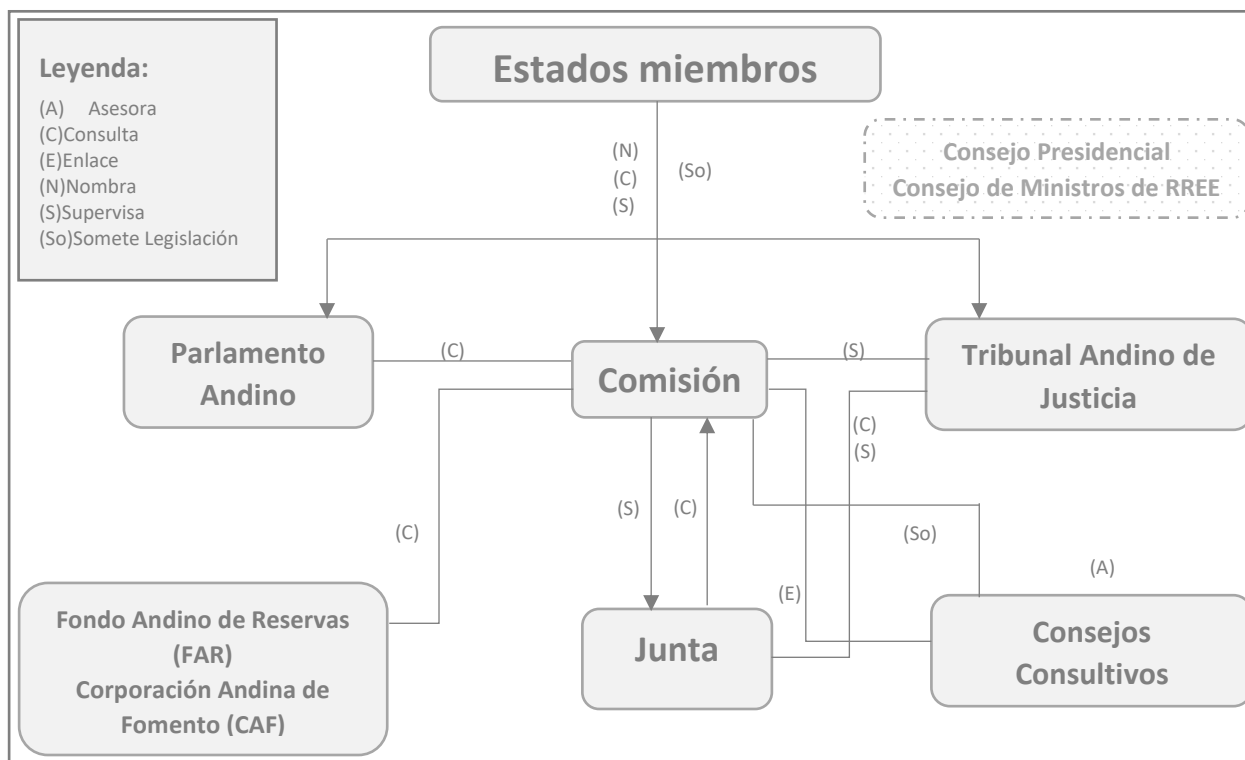 Leyenda:
(A) Asesora
(C)Consulta
(E)Enlace
(N)Nombra
(S)Supervisa
(So)Somete Legislación
Estados miembros
Consejo Presidencial
Consejo de Ministros de RREE
(N)
(C)
(S)
(So)
Parlamento
Andino
(C)
Comisión
(S)
Tribunal Andino de
Justicia
(C)
(S)
(C)
(S)
(C)
(So)
(E)
(A)
Fondo Andino de Reservas
(FAR)
Corporación Andina de
Fomento (CAF)
Junta
Consejos
Consultivos